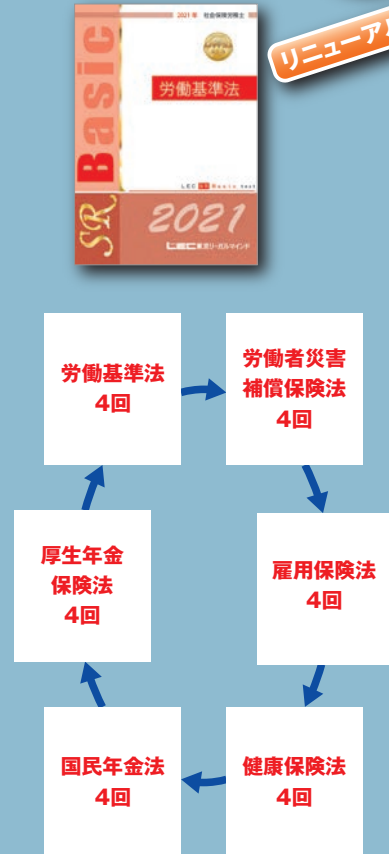 リニューアル
2021年 社会保険労務士
SR Basic
労働基準法
2021
LEC東京リーガルマインド
労働基準法
4回
労働者災害
補償保険法
4回
雇用保険法
4回
健康保険法
4回
国民年金法
4回
厚生年金
保険法
4回